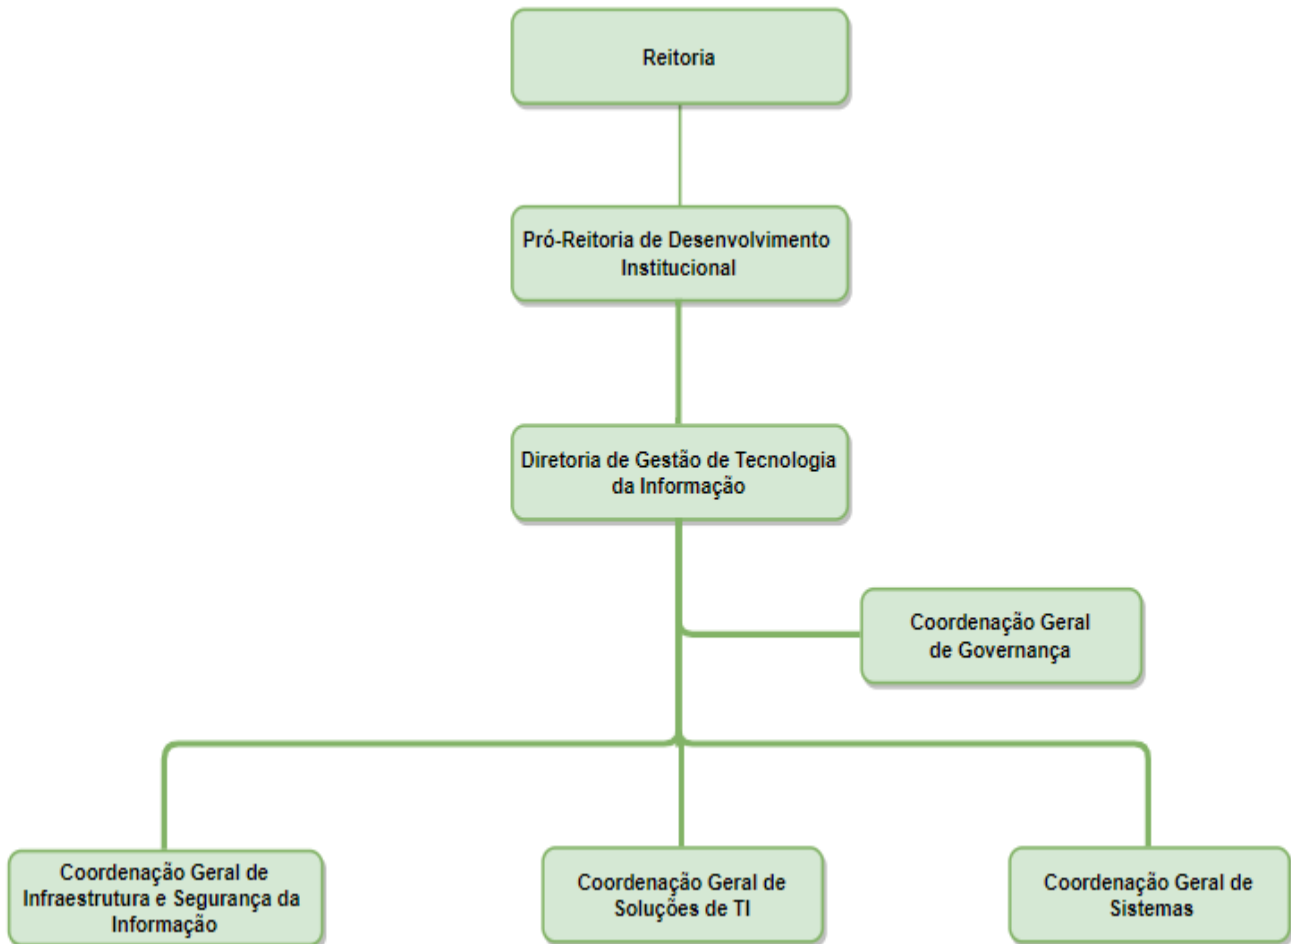 Reitoria
Pró-Reitoria de Desenvolvimento
Institucional
Diretoria de Gestão de Tecnologia
da Informação
Coordenação Geral
de Governança
Coordenação Geral de
Infraestrutura e Segurança da
Informação
Coordenação Geral de
Soluções de TI
Coordenação Geral de
Sistemas